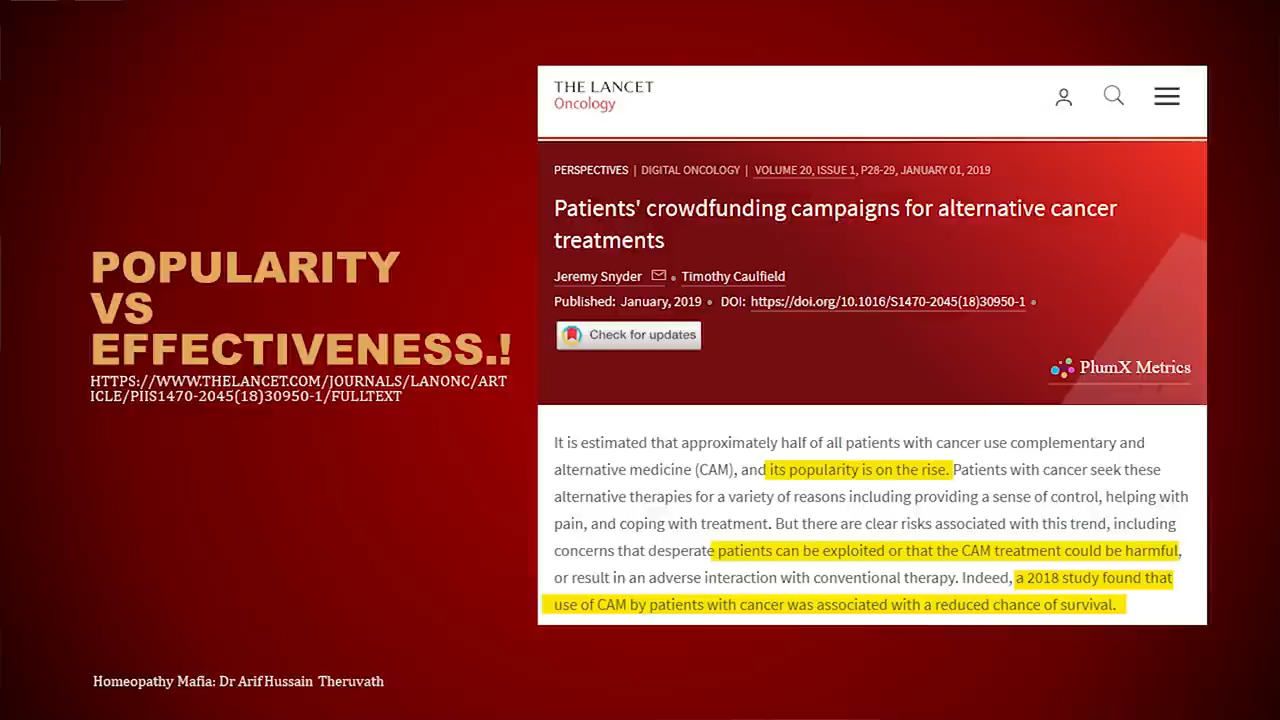 POPULARITY
VS
EFFECTIVENESS.!
HTTPS://WWW.THELANCET.COM/JOURNALS/LANONC/ART
ICLE/PIIS1470-2045(18)30950-1/FULLTEXT
THE LANCET
Oncology
PERSPECTIVES | DIGITAL ONCOLOGY | VOLUME 20, ISSUE 1, P28-29, JANUARY 01, 2019
Patients' crowdfunding campaigns for alternative cancer
treatments
Jeremy Snyder • Timothy Caulfield
Published: January, 2019 • DOI: https://doi.org/10.1016/S1470-2045(18)30950-1 •
Check for updates
PlumX Metrics
It is estimated that approximately half of all patients with cancer use complementary and
alternative medicine (CAM), and its popularity is on the rise. Patients with cancer seek these
alternative therapies for a variety of reasons including providing a sense of control, helping with
pain, and coping with treatment. But there are clear risks associated with this trend, including
concerns that desperate patients can be exploited or that the CAM treatment could be harmful,
or result in an adverse interaction with conventional therapy. Indeed, a 2018 study found that
use of CAM by patients with cancer was associated with a reduced chance of survival.
Homeopathy Mafia: Dr Arif Hussain Theruvath